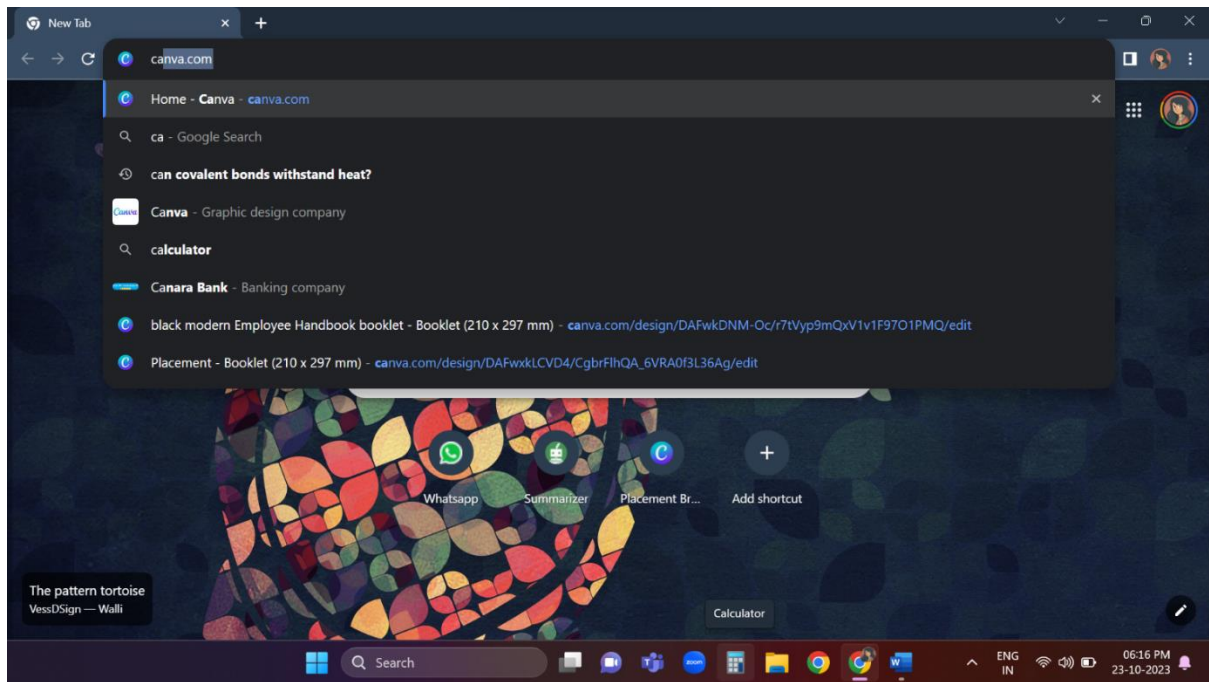 New Tab
canva.com
Home - Canva - canva.com
ca - Google Search
can covalent bonds withstand heat?
Canva
Canva - Graphic design company
calculator
Canara Bank - Banking company
black modern Employee Handbook booklet - Booklet (210 x 297 mm) - canva.com/design/DAFwkDNM-Oc/r7tVyp9mQxV1v1F97O1PMQ/edit
Placement - Booklet (210 x 297 mm) - canva.com/design/DAFwxkLCVD4/CgbrFlhQA_6VRA0f3L36Ag/edit
Whatsapp
Summarizer
Placement Br...
Add shortcut
The pattern tortoise
VessDSign — Walli
Calculator
Search
zoom
W
ENG
IN
06:16 PM
23-10-2023